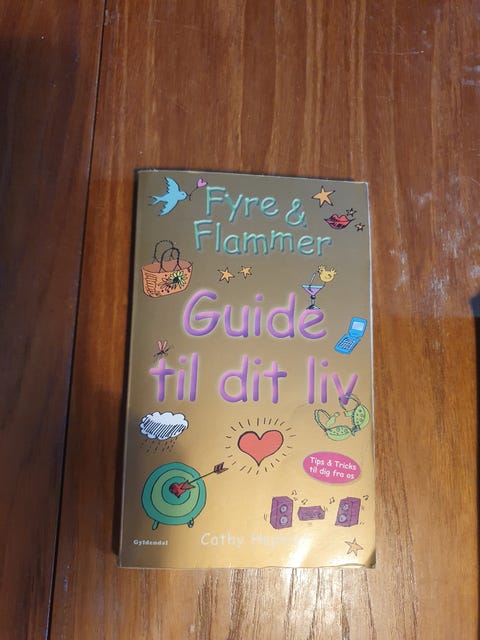 Fyre &
Flammer
Guide
til dit liv
Tips & Tricks
til dig fra os
Gyldendal
Cathy